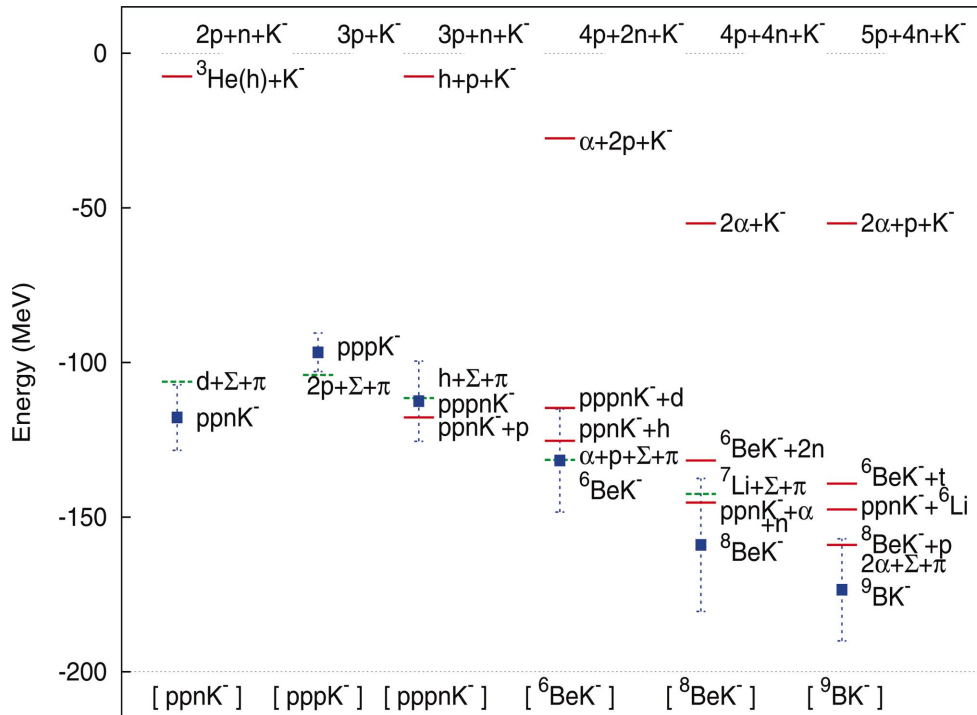 2p+n+K⁻ 3p+K⁻ 3p+n+K⁻ 4p+2n+K⁻ 4p+4n+K⁻ 5p+4n+K⁻
0
³He(h)+K⁻
h+p+K⁻
α+2p+K⁻
-50
2α+K⁻
2α+p+K⁻
Energy (MeV)
-100
pppK⁻
d+Σ+π
2p+Σ+π
h+Σ+π
ppnK⁻
pppnK⁻
ppnK⁻+p
pppnK⁻+d
ppnK⁻+h
α+p+Σ+π
⁶BeK⁻
⁶BeK⁻+2n
⁷Li+Σ+π
ppnK⁻+α
+n
⁸BeK⁻
⁶BeK⁻+t
ppnK⁻+⁶Li
⁸BeK⁻+p
2α+Σ+π
⁹BK⁻
-150
-200
[ ppnK⁻ ] [ pppK⁻ ] [ pppnK⁻ ] [ ⁶BeK⁻ ] [ ⁸BeK⁻ ] [ ⁹BK⁻ ]